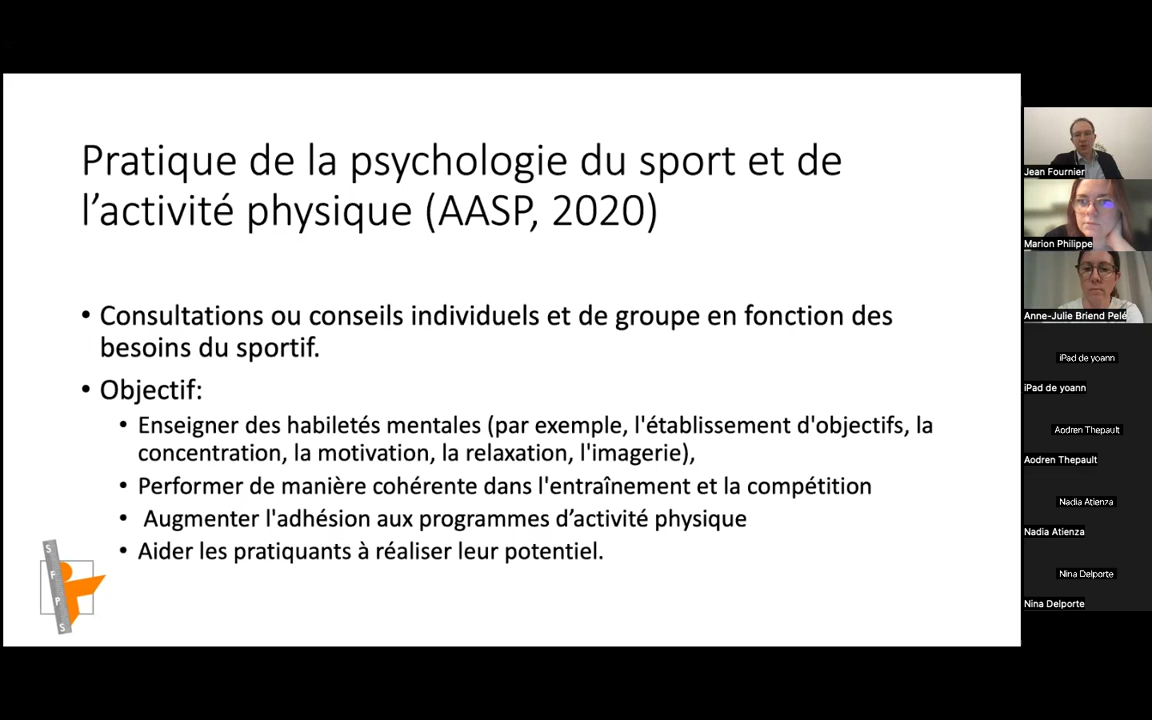 Pratique de la psychologie du sport et de
l’activité physique (AASP, 2020)
• Consultations ou conseils individuels et de groupe en fonction des
besoins du sportif.
• Objectif:
• Enseigner des habiletés mentales (par exemple, l'établissement d'objectifs, la
concentration, la motivation, la relaxation, l'imagerie),
• Performer de manière cohérente dans l'entraînement et la compétition
• Augmenter l'adhésion aux programmes d’activité physique
• Aider les pratiquants à réaliser leur potentiel.
S
F
P
S
Jean Fournier
Marion Philippe
Anne-Julie Briend Pelé
iPad de yoann
iPad de yoann
Aodren Thepault
Aodren Thepault
Nadia Atienza
Nadia Atienza
Nina Delporte
Nina Delporte